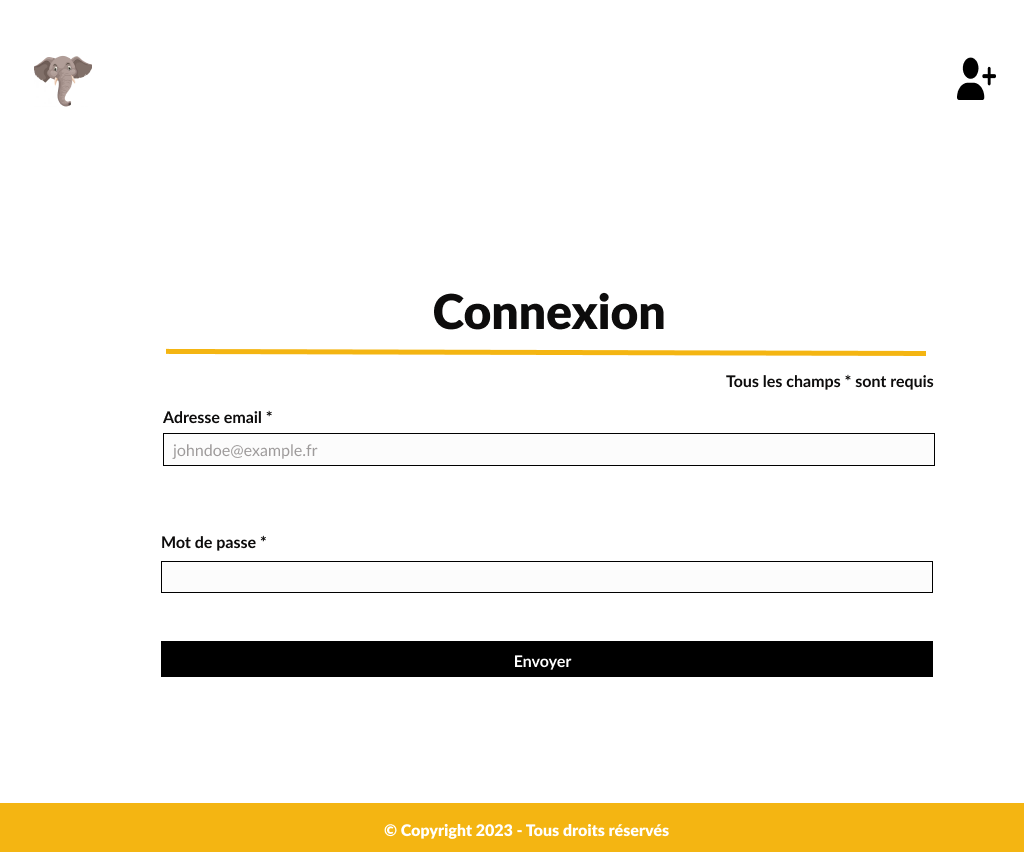 Connexion
Tous les champs * sont requis
Adresse email *
johndoe@example.fr
Mot de passe *
Envoyer
© Copyright 2023 - Tous droits réservés